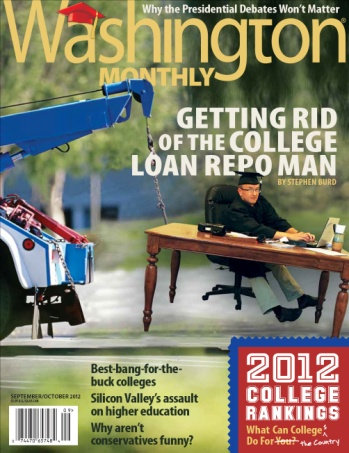 Why the Presidential Debates Won't Matter
Washington
MONTHLY
GETTING RID
OF THE COLLEGE
LOAN REPO MAN
BY STEPHEN BURD
SEPTEMBER/OCTOBER 2012
Best-bang-for-the-
buck colleges
Silicon Valley's assault
on higher education
Why aren't
conservatives funny?
2012
COLLEGE
RANKINGS
What Can Colleges
Do For You? the Country?